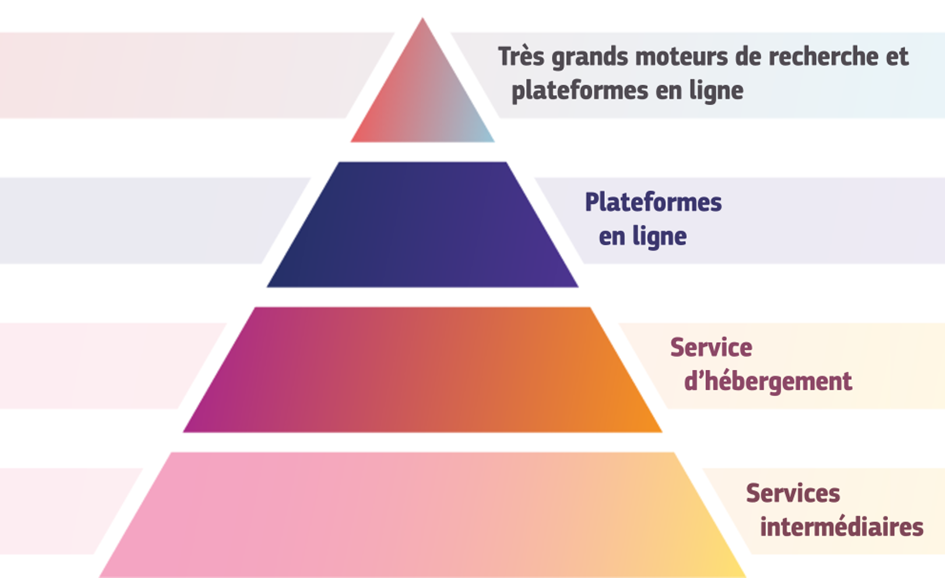 Très grands moteurs de recherche et
plateformes en ligne
Plateformes
en ligne
Service
d’hébergement
Services
intermédiaires